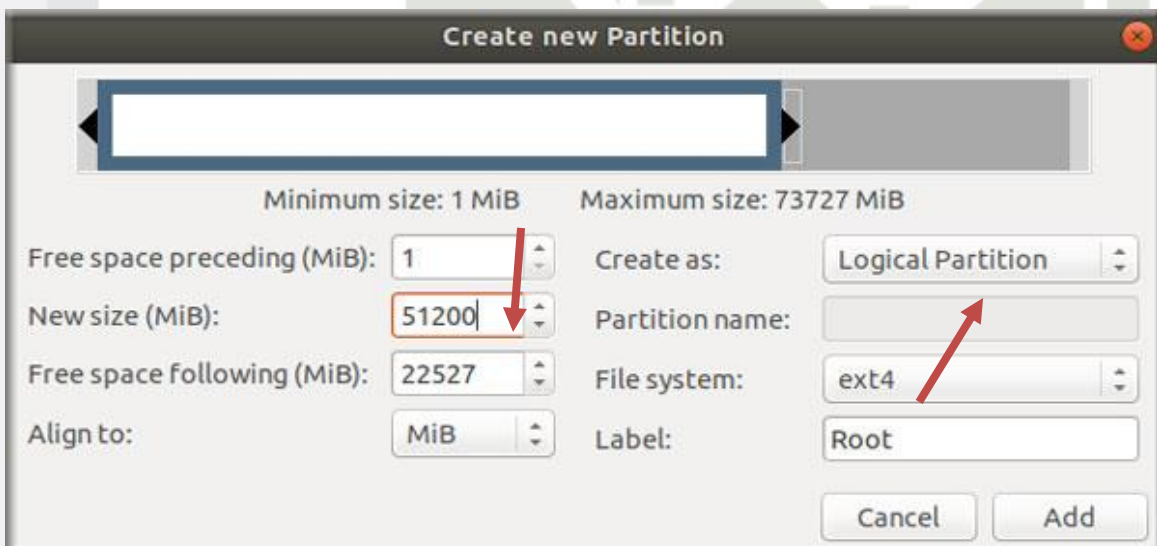 Create new Partition
Minimum size: 1 MiB Maximum size: 73727 MiB
Free space preceding (MiB): 1 Create as: Logical Partition
New size (MiB): 51200 Partition name:
Free space following (MiB): 22527 File system: ext4
Align to: MiB Label: Root
Cancel Add